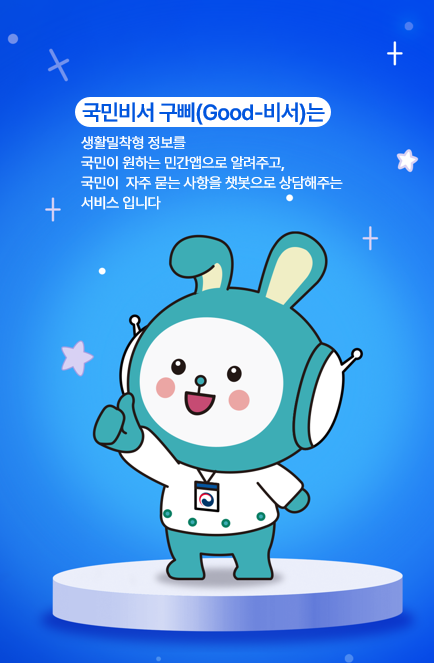 국민비서 구삐(Good-비서)는
생활밀착형 정보를
국민이 원하는 민간앱으로 알려주고,
국민이 자주 묻는 사항을 챗봇으로 상담해주는
서비스 입니다